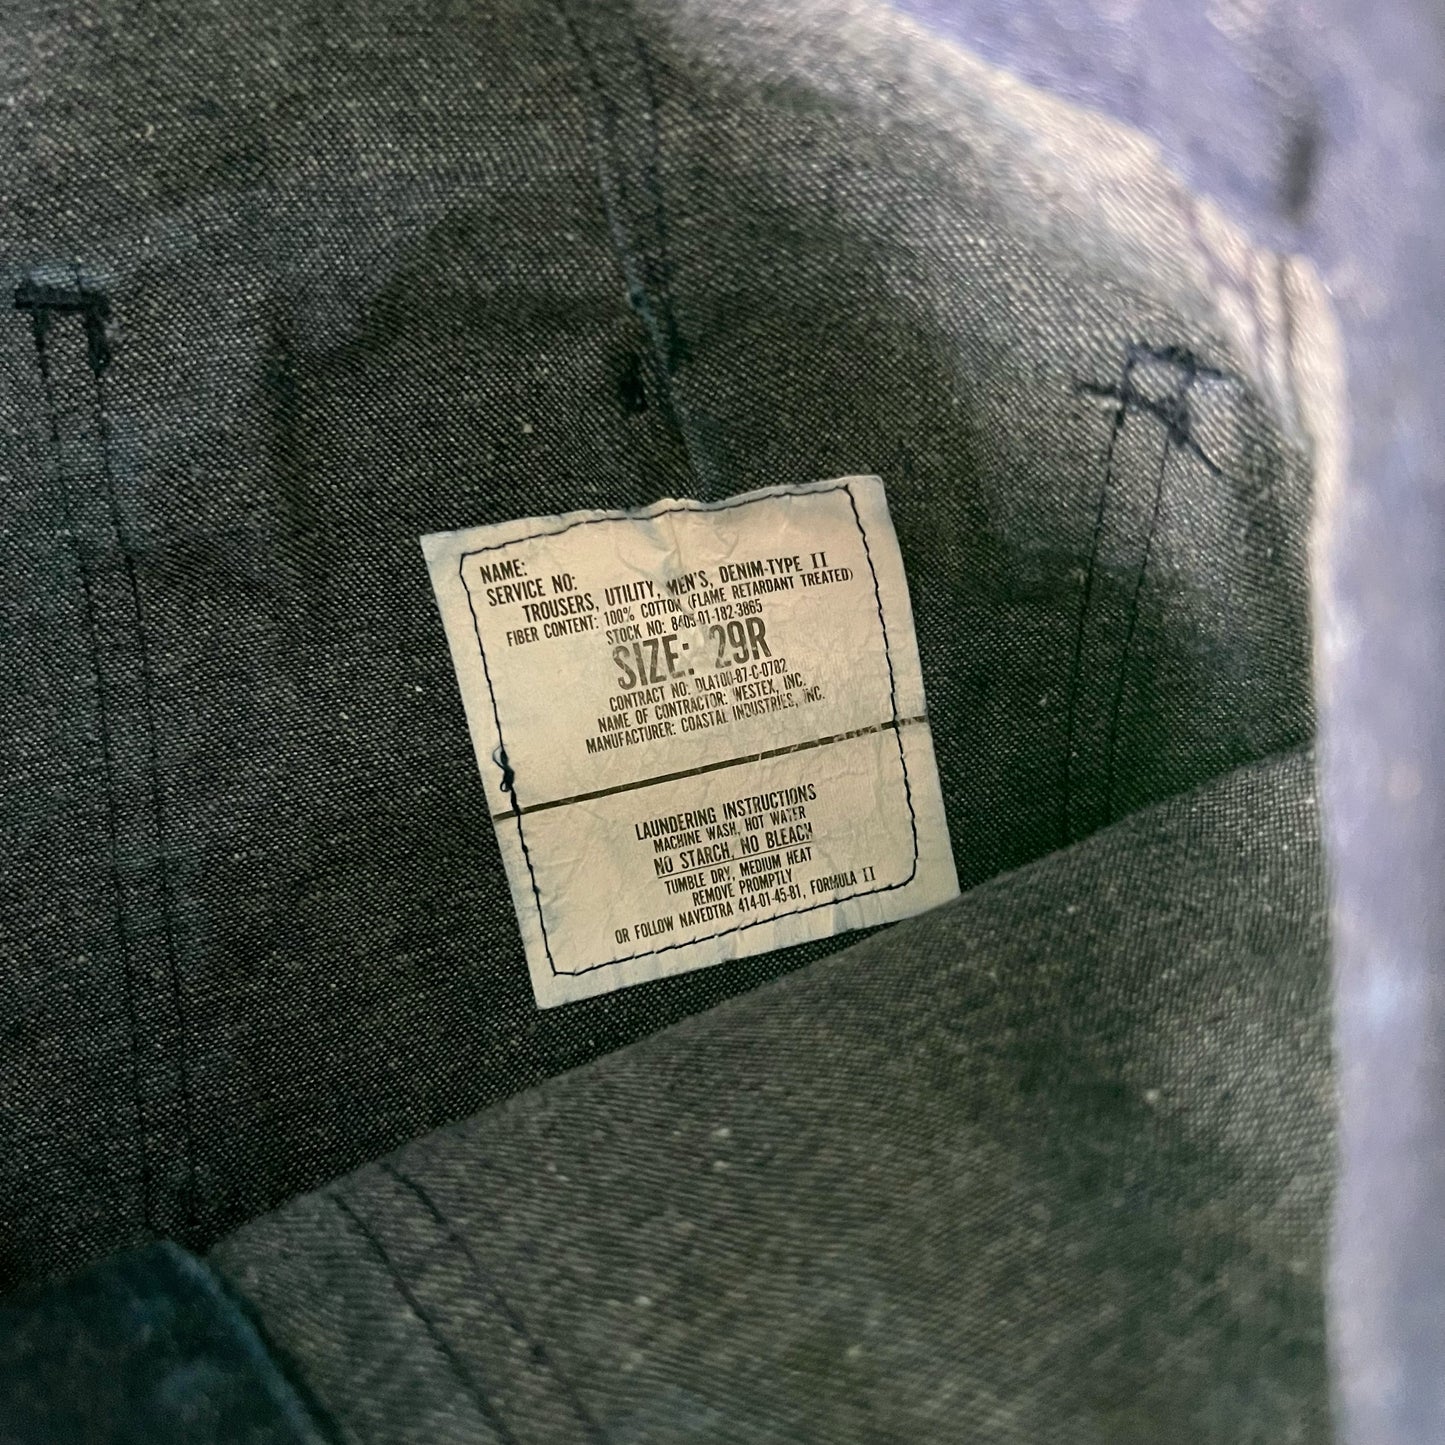 NAME:
SERVICE NO:
TROUSERS, UTILITY, MEN'S, DENIM-TYPE II
FIBER CONTENT: 100% COTTON (FLAME RETARDANT TREATED)
STOCK NO: 8405-01-182-3865
SIZE: 29R
CONTRACT NO: DLA100-87-C-0782
NAME OF CONTRACTOR: WESTEX, INC.
MANUFACTURER: COASTAL INDUSTRIES, INC.
LAUNDERING INSTRUCTIONS
MACHINE WASH, HOT WATER
NO STARCH, NO BLEACH
TUMBLE DRY, MEDIUM HEAT
REMOVE PROMPTLY
OR FOLLOW NAVEDTRA 414-01-45-81, FORMULA II